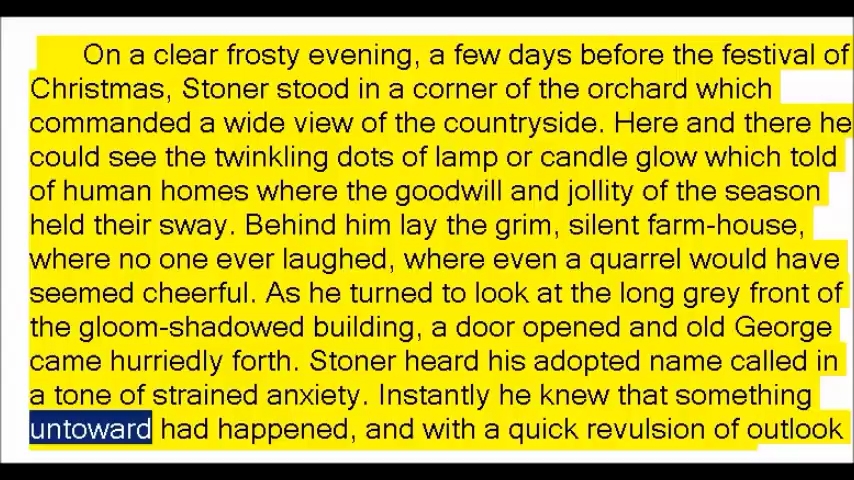 On a clear frosty evening, a few days before the festival of
Christmas, Stoner stood in a corner of the orchard which
commanded a wide view of the countryside. Here and there he
could see the twinkling dots of lamp or candle glow which told
of human homes where the goodwill and jollity of the season
held their sway. Behind him lay the grim, silent farm-house,
where no one ever laughed, where even a quarrel would have
seemed cheerful. As he turned to look at the long grey front of
the gloom-shadowed building, a door opened and old George
came hurriedly forth. Stoner heard his adopted name called in
a tone of strained anxiety. Instantly he knew that something
untoward had happened, and with a quick revulsion of outlook